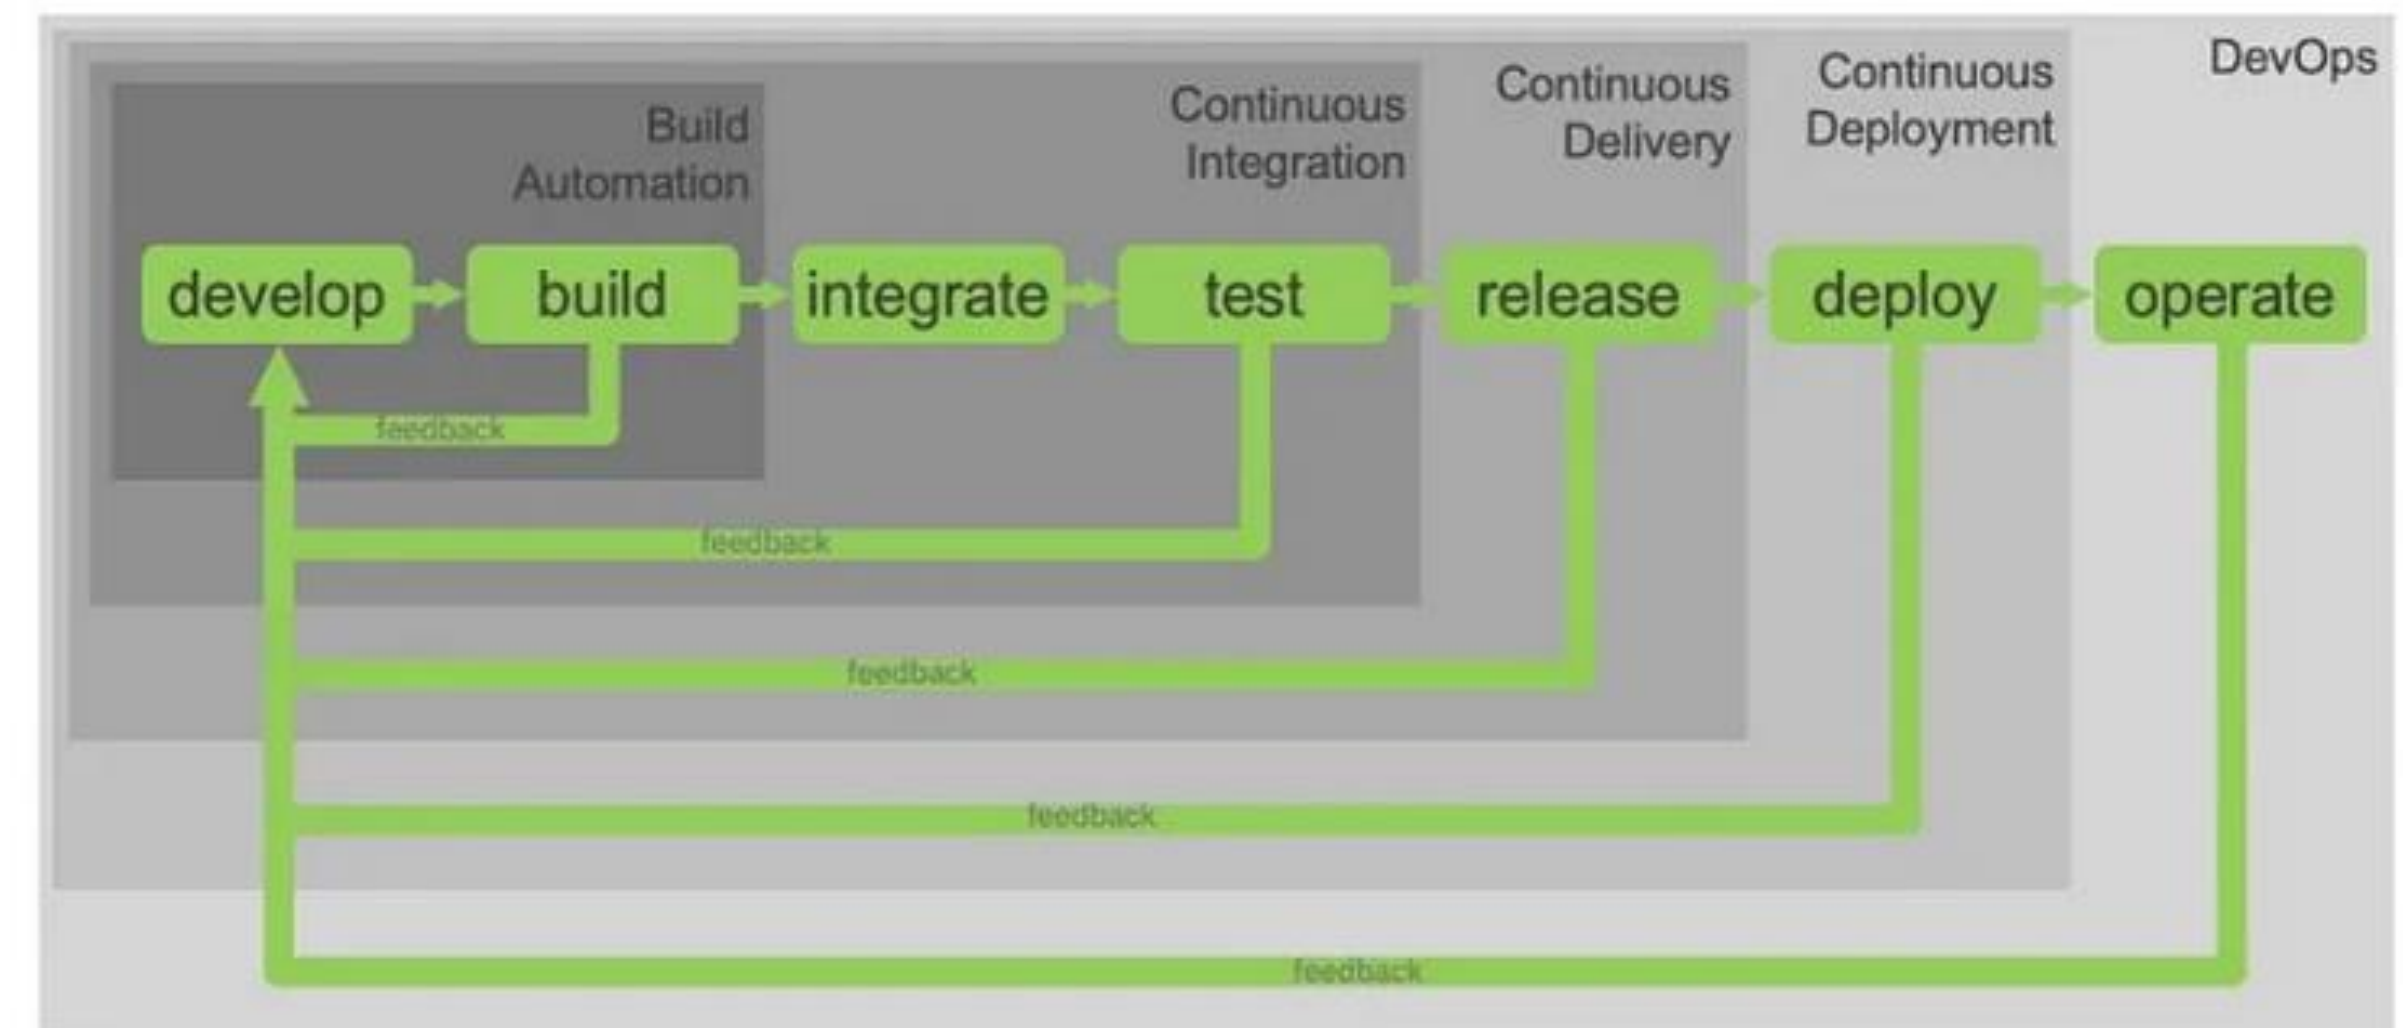 DevOps
Continuous
Deployment
Continuous
Delivery
Continuous
Integration
Build
Automation
develop
build
integrate
test
release
deploy
operate
feedback
feedback
feedback
feedback
feedback